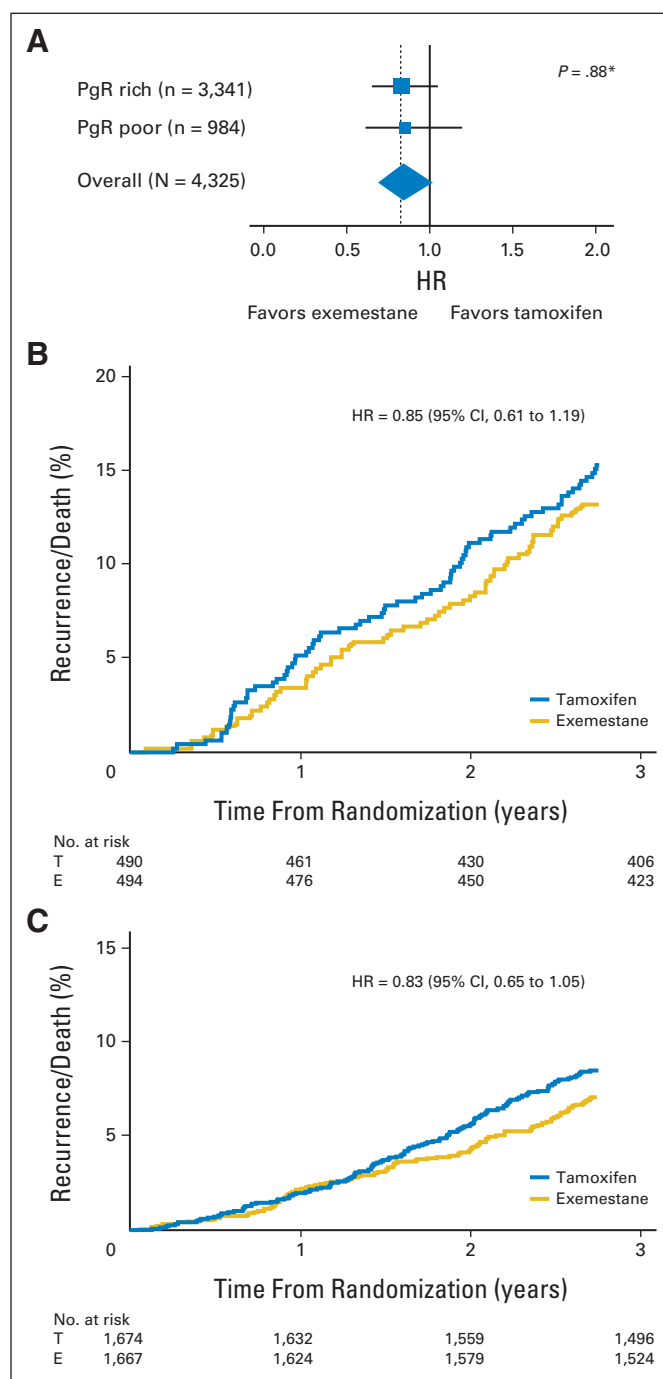 A
P = .88*
PgR rich (n = 3,341)
PgR poor (n = 984)
Overall (N = 4,325)
0.0 0.5 1.0 1.5 2.0
HR
Favors exemestane Favors tamoxifen
B
20
HR = 0.85 (95% CI, 0.61 to 1.19)
15
10
5
0
Recurrence/Death (%)
Tamoxifen
Exemestane
1 2 3
Time From Randomization (years)
No. at risk
T 490 461 430 406
E 494 476 450 423
C
15
HR = 0.83 (95% CI, 0.65 to 1.05)
10
5
0
Recurrence/Death (%)
Tamoxifen
Exemestane
1 2 3
Time From Randomization (years)
No. at risk
T 1,674 1,632 1,559 1,496
E 1,667 1,624 1,579 1,524